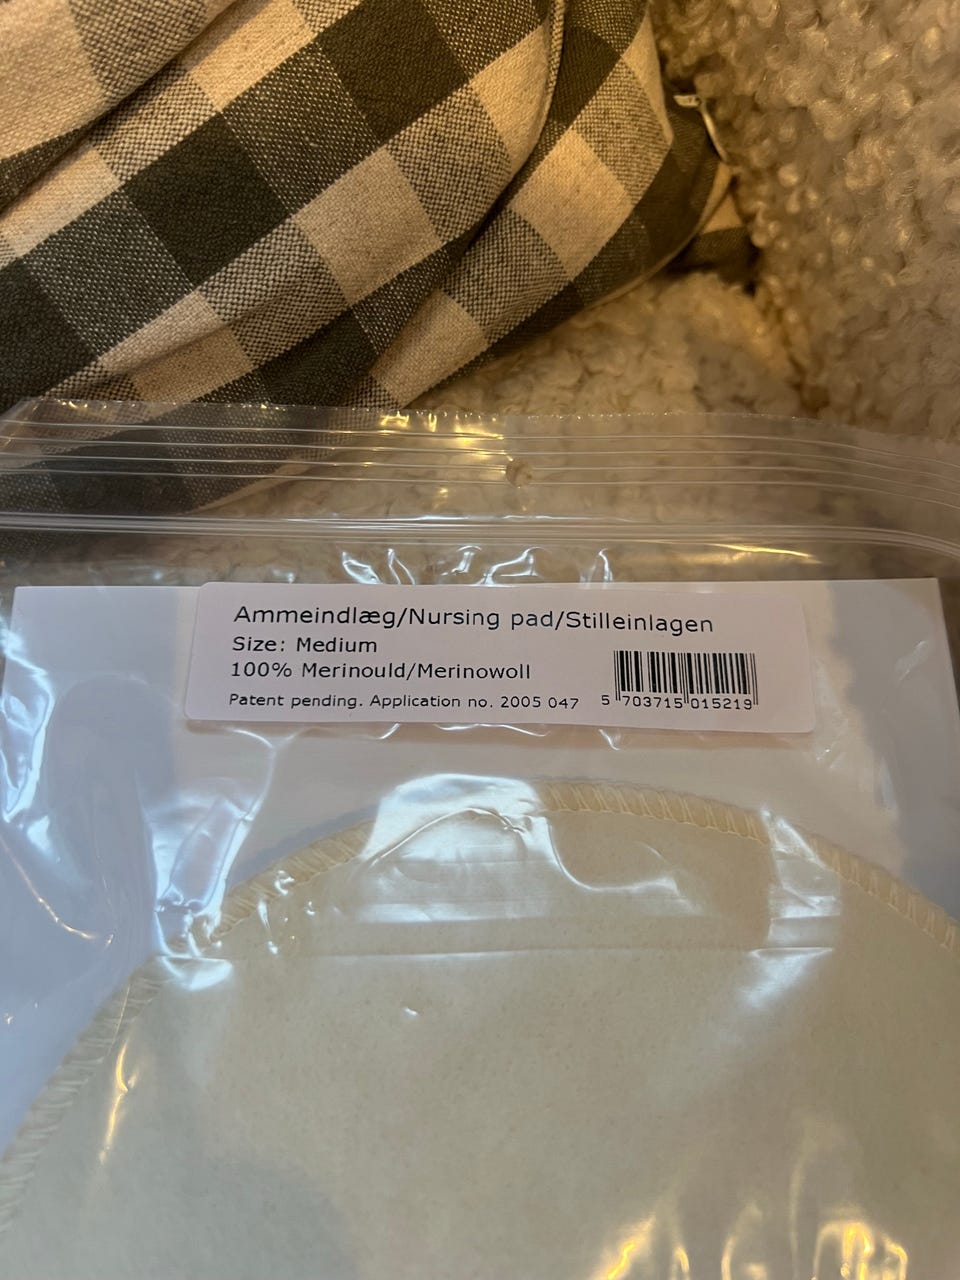 Ammeindlæg/Nursing pad/Stilleinlagen
Size: Medium
100% Merinould/Merinowoll
Patent pending. Application no. 2005 047
5 703715 015219